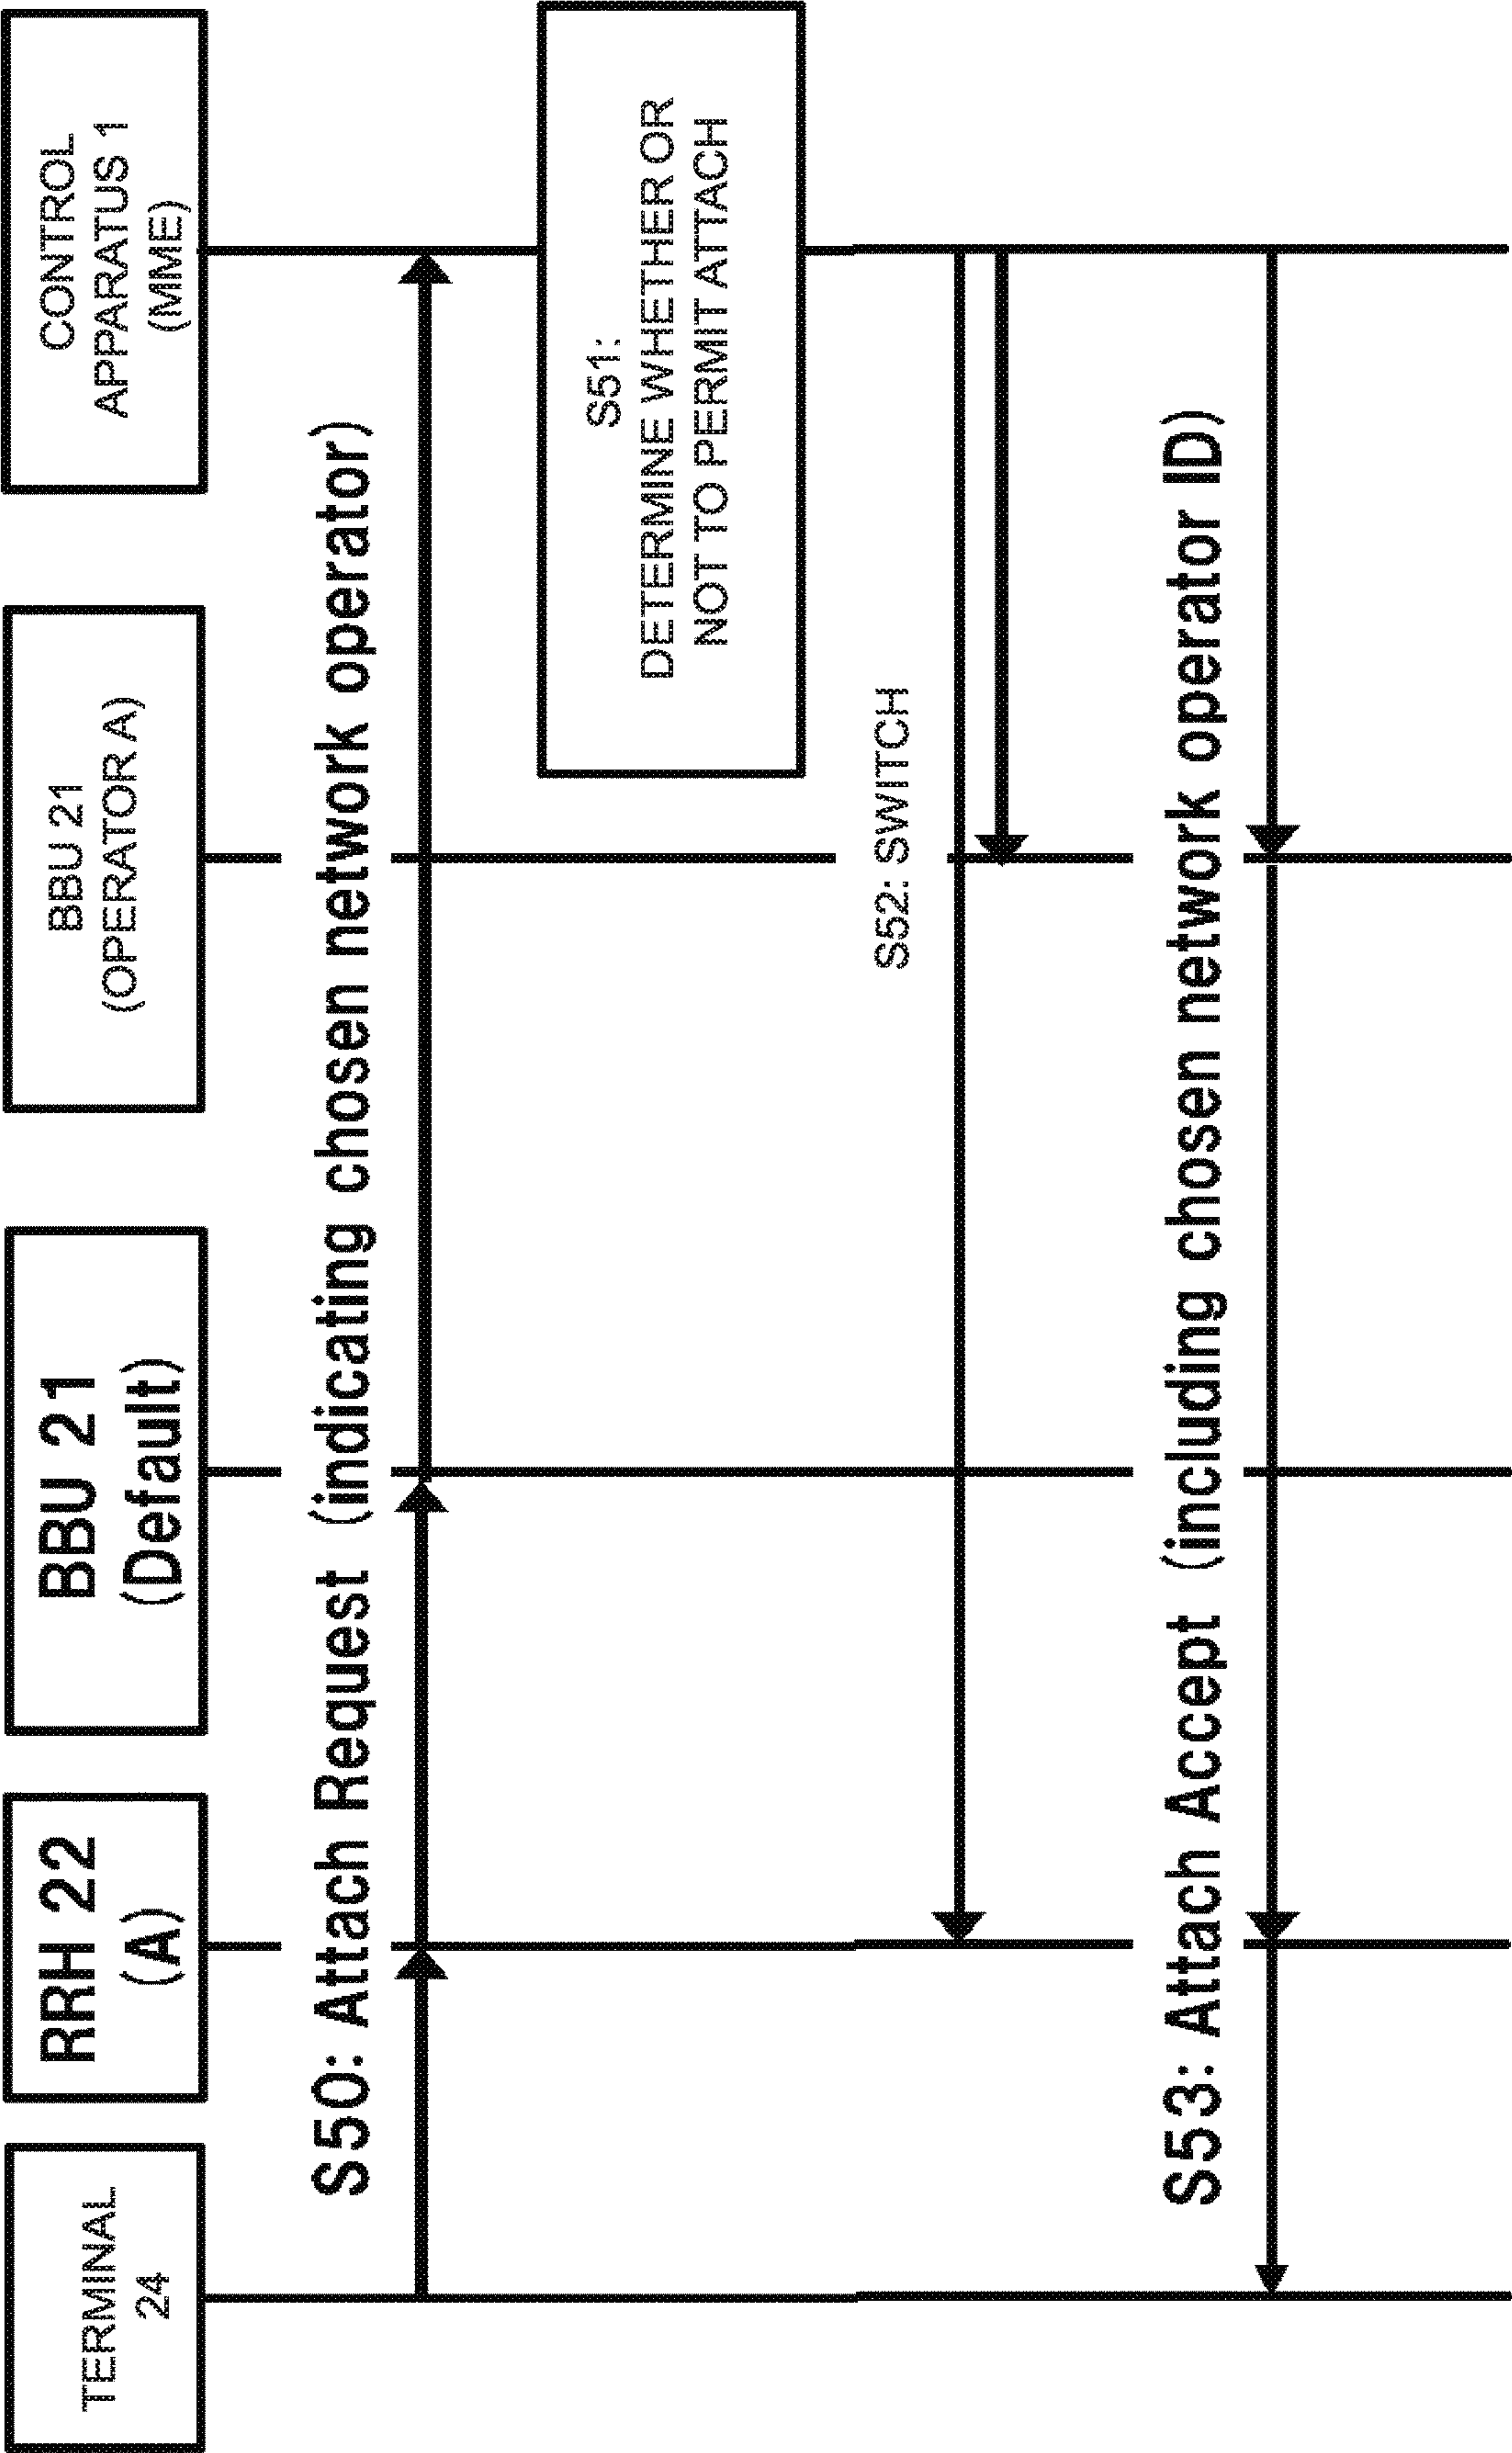 TERMINAL
24
RRH 22
(A)
BBU 21
(Default)
BBU 21
(OPERATOR A)
CONTROL
APPARATUS 1
(MME)
S50: Attach Request (indicating chosen network operator)
S51:
DETERMINE WHETHER OR
NOT TO PERMIT ATTACH
S52: SWITCH
S53: Attach Accept (including chosen network operator ID)